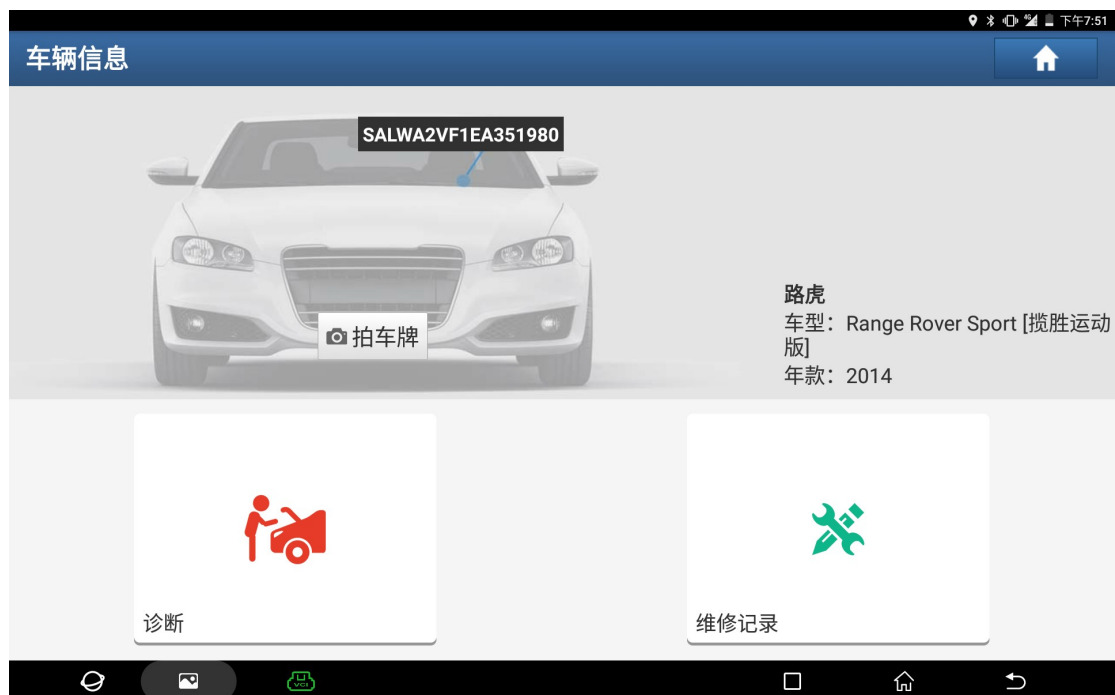 下午7:51
车辆信息
SALWA2VF1EA351980
拍车牌
路虎
车型：Range Rover Sport [揽胜运动
版]
年款：2014
诊断
维修记录
VCI